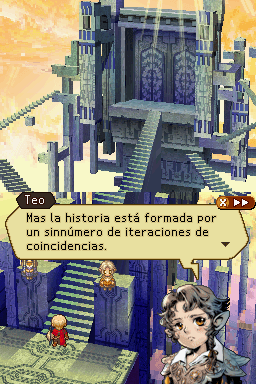 Teo
X
Mas la historia está formada por
un sinnúmero de iteraciones de
coincidencias.